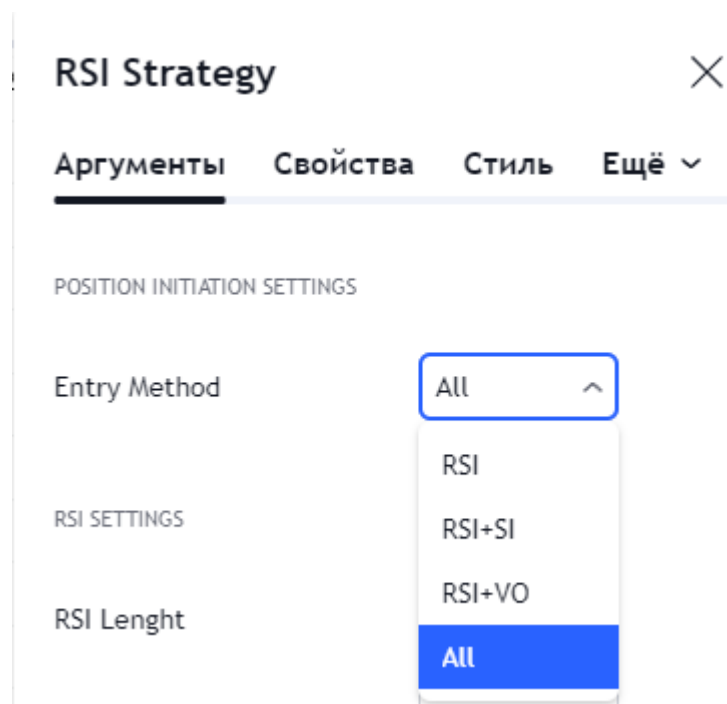 RSI Strategy
Аргументы Свойства Стиль Ещё
POSITION INITIATION SETTINGS
Entry Method All
RSI
RSI SETTINGS
RSI+SI
RSI+VO
RSI Lenght
All